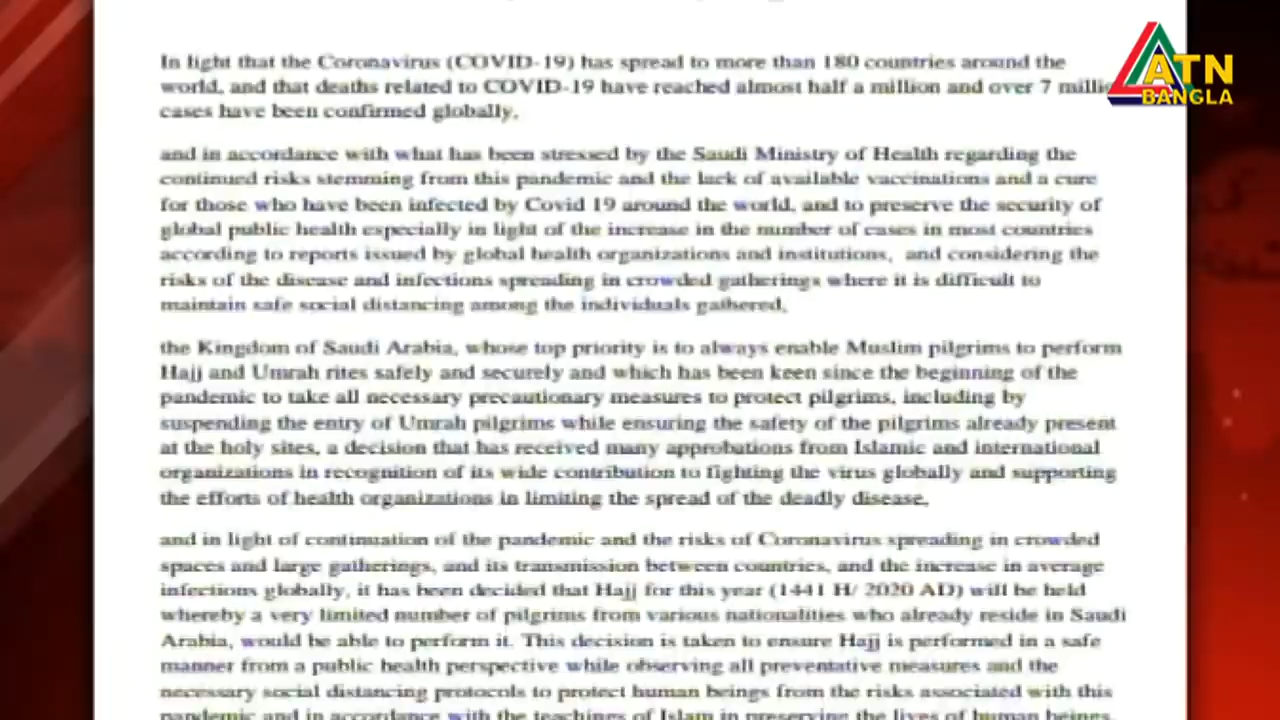 In light that the Coronavirus (COVID-19) has spread to more than 180 countries around the
world, and that deaths related to COVID-19 have reached almost half a million and over 7 millio
cases have been confirmed globally,
and in accordance with what has been stressed by the Saudi Ministry of Health regarding the
continued risks stemming from this pandemic and the lack of available vaccinations and a cure
for those who have been infected by Covid 19 around the world, and to preserve the security of
global public health especially in light of the increase in the number of cases in most countries
according to reports issued by global health organizations and institutions, and considering the
risks of the disease and infections spreading in crowded gatherings where it is difficult to
maintain safe social distancing among the individuals gathered,
the Kingdom of Saudi Arabia, whose top priority is to always enable Muslim pilgrims to perform
Hajj and Umrah rites safely and securely and which has been keen since the beginning of the
pandemic to take all necessary precautionary measures to protect pilgrims, including by
suspending the entry of Umrah pilgrims while ensuring the safety of the pilgrims already present
at the holy sites, a decision that has received many approbations from Islamic and international
organizations in recognition of its wide contribution to fighting the virus globally and supporting
the efforts of health organizations in limiting the spread of the deadly disease,
and in light of continuation of the pandemic and the risks of Coronavirus spreading in crowded
spaces and large gatherings, and its transmission between countries, and the increase in average
infections globally, it has been decided that Hajj for this year (1441 H/ 2020 AD) will be held
whereby a very limited number of pilgrims from various nationalities who already reside in Saudi
Arabia, would be able to perform it. This decision is taken to ensure Hajj is performed in a safe
manner from a public health perspective while observing all preventative measures and the
necessary social distancing protocols to protect human beings from the risks associated with this
pandemic and in accordance with the teachings of Islam in preserving the lives of human beings.
ATN
BANGLA